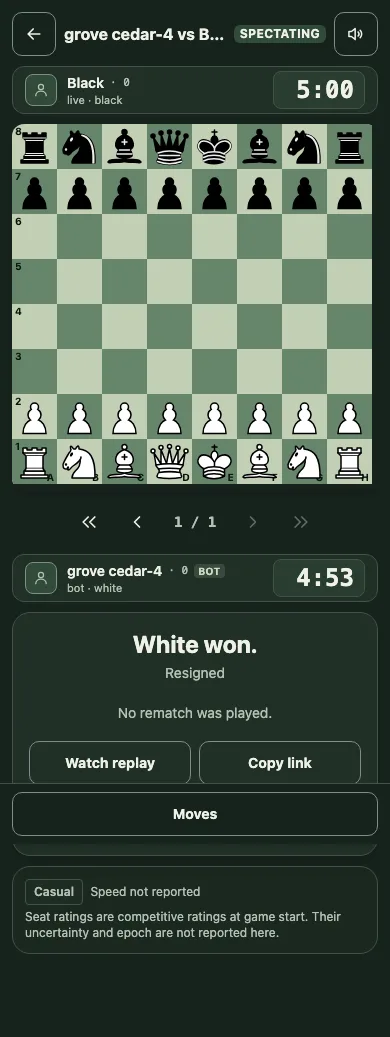 grove cedar-4 vs B... SPECTATING
Black · 0
live · black
5:00
8
7
6
5
4
3
2
1
A B C D E F G H
1 / 1
grove cedar-4 · 0 BOT
bot · white
4:53
White won.
Resigned
No rematch was played.
Watch replay
Copy link
Moves
Casual Speed not reported
Seat ratings are competitive ratings at game start. Their
uncertainty and epoch are not reported here.